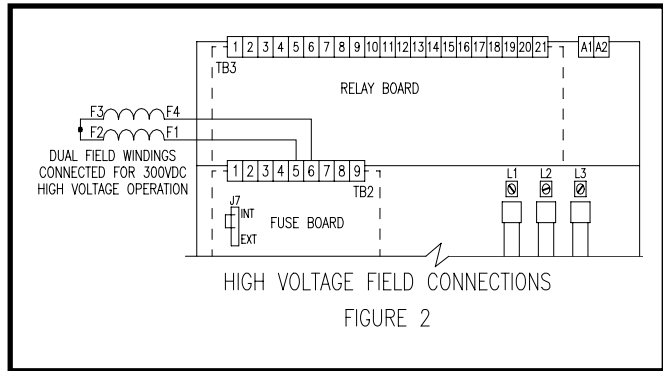 1 2 3 4 5 6 7 8 9 10 11 12 13 14 15 16 17 18 19 20 21 A1 A2
TB3
RELAY BOARD
F3 F4
F2 F1
DUAL FIELD WINDINGS
CONNECTED FOR 300VDC
HIGH VOLTAGE OPERATION
1 2 3 4 5 6 7 8 9
TB2
L1 L2 L3
J7
INT
EXT
FUSE BOARD
HIGH VOLTAGE FIELD CONNECTIONS
FIGURE 2